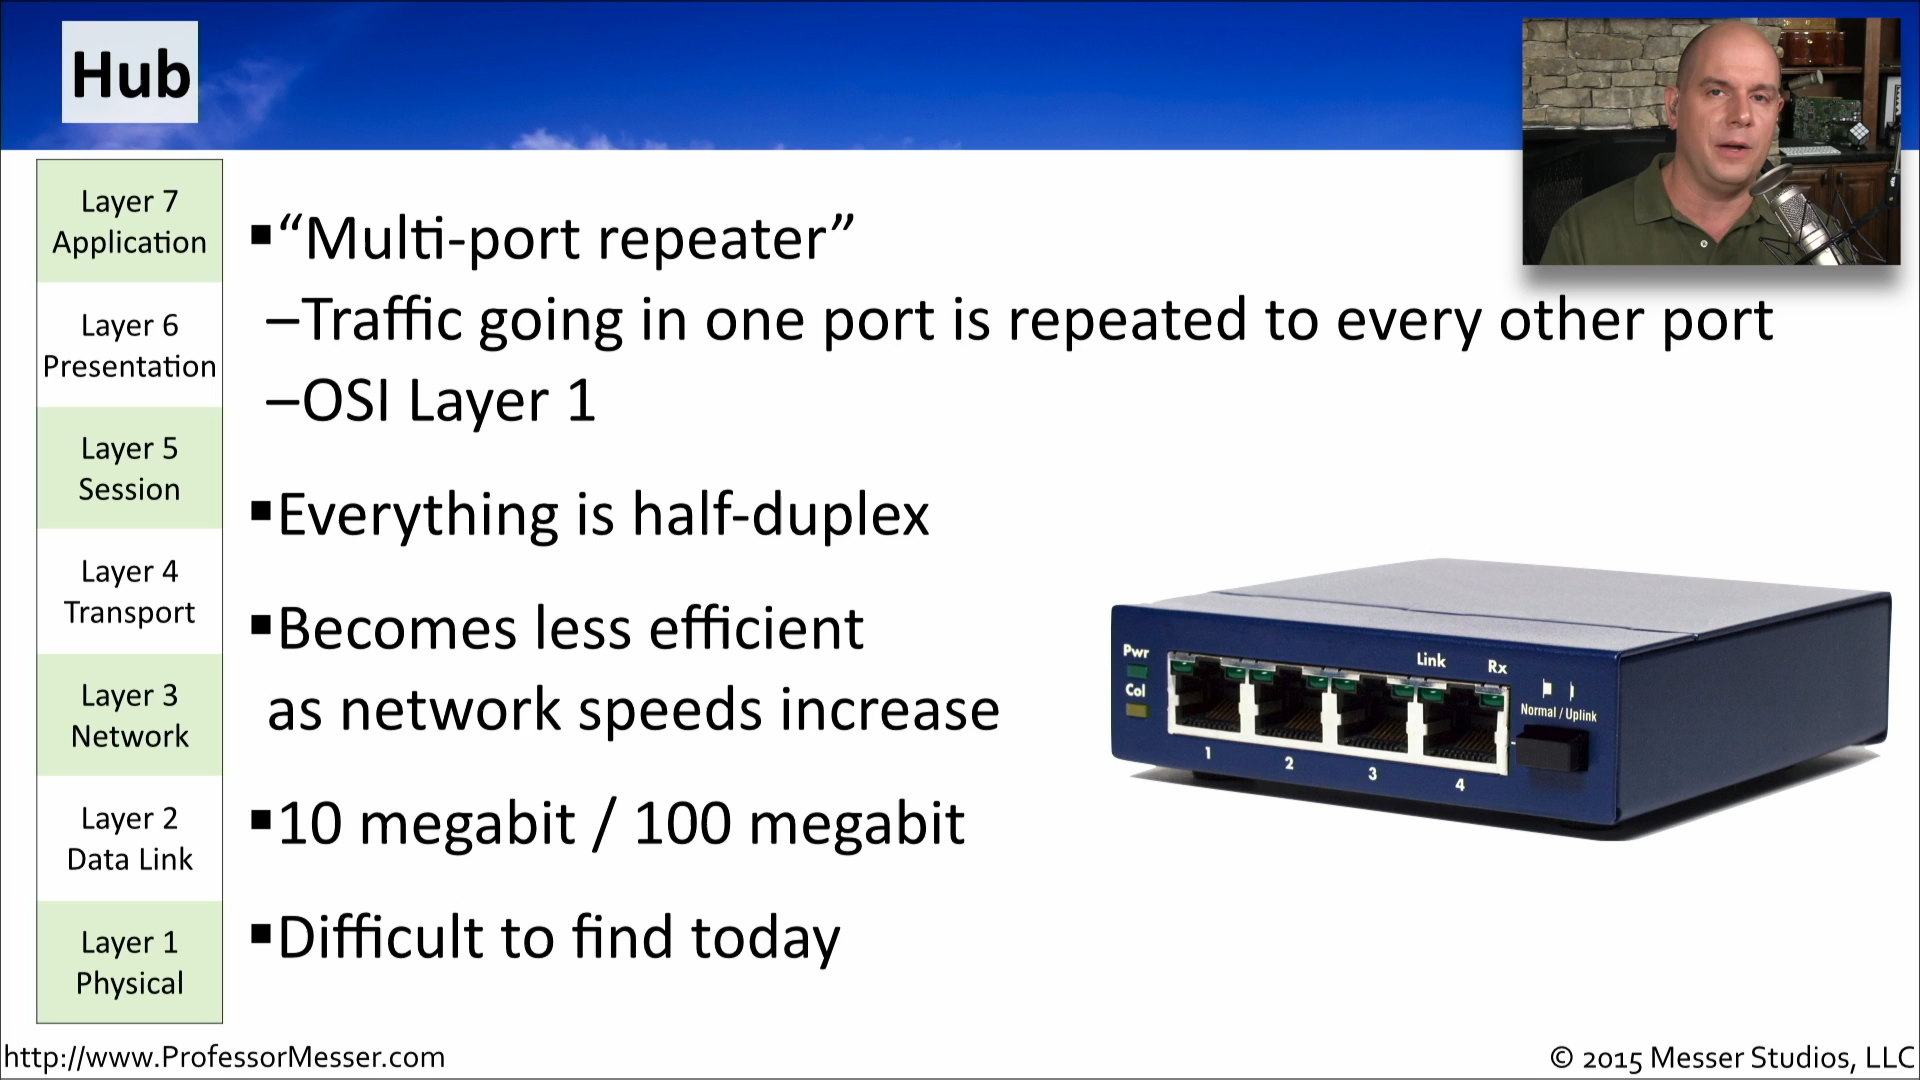 Hub
Layer 7
Application
Layer 6
Presentation
Layer 5
Session
Layer 4
Transport
Layer 3
Network
Layer 2
Data Link
Layer 1
Physical
▪“Multi-port repeater”
–Traffic going in one port is repeated to every other port
–OSI Layer 1
▪Everything is half-duplex
▪Becomes less efficient
as network speeds increase
▪10 megabit / 100 megabit
▪Difficult to find today
Pwr
Col
Link Rx
Normal / Uplink
1 2 3 4
http://www.ProfessorMesser.com
© 2015 Messer Studios, LLC